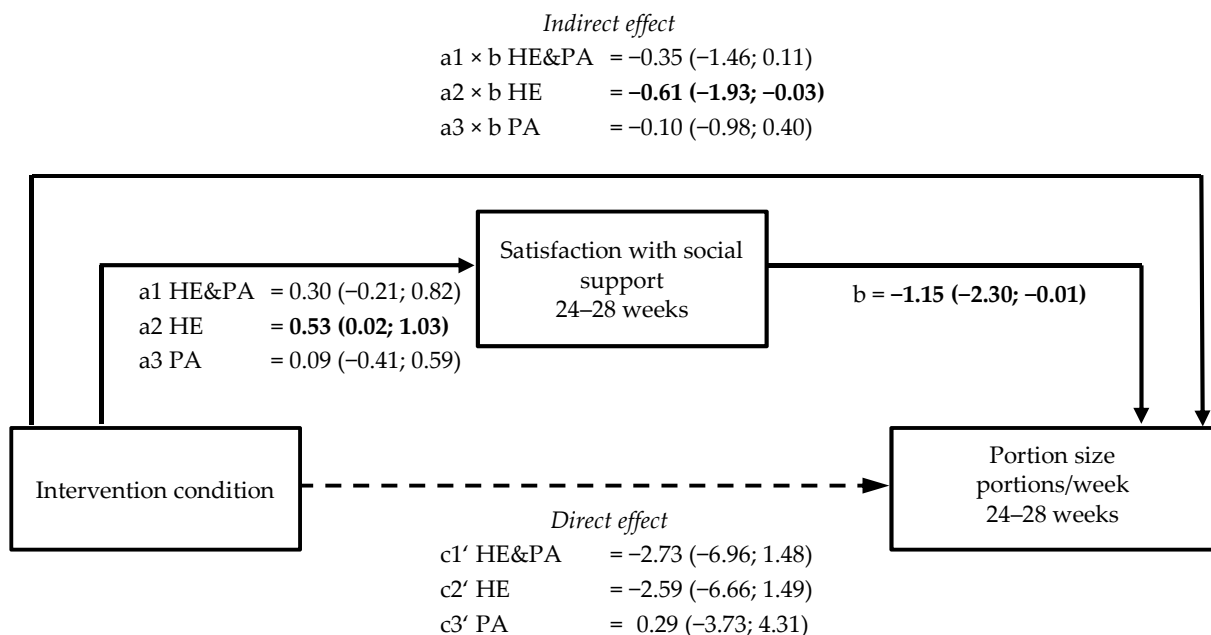 Indirect effect
a1 × b HE&PA = −0.35 (−1.46; 0.11)
a2 × b HE = −0.61 (−1.93; −0.03)
a3 × b PA = −0.10 (−0.98; 0.40)
Satisfaction with social
support
24–28 weeks
a1 HE&PA = 0.30 (−0.21; 0.82)
a2 HE = 0.53 (0.02; 1.03)
a3 PA = 0.09 (−0.41; 0.59)
b = −1.15 (−2.30; −0.01)
Intervention condition
Portion size
portions/week
24–28 weeks
Direct effect
c1‘ HE&PA = −2.73 (−6.96; 1.48)
c2‘ HE = −2.59 (−6.66; 1.49)
c3‘ PA = 0.29 (−3.73; 4.31)